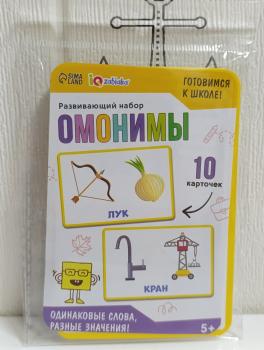 SIMA LAND
iQ zabiaka
ГОТОВИМСЯ
К ШКОЛЕ!
Развивающий набор
ОМОНИМЫ
10
карточек
ЛУК
КРАН
ОДИНАКОВЫЕ СЛОВА,
РАЗНЫЕ ЗНАЧЕНИЯ!
5+